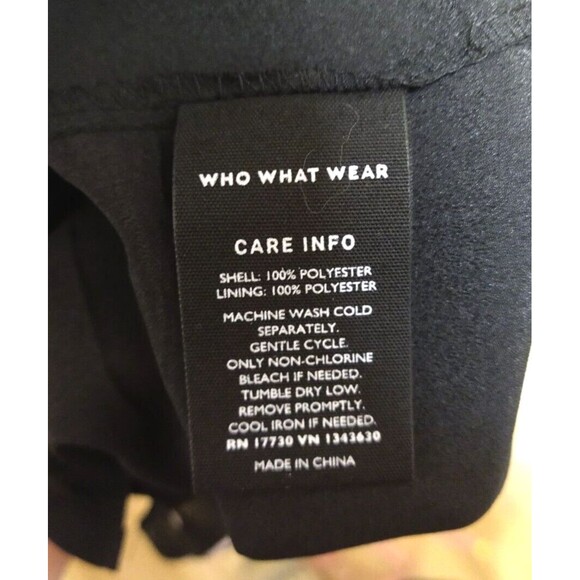 WHO WHAT WEAR
CARE INFO
SHELL: 100% POLYESTER
LINING: 100% POLYESTER
MACHINE WASH COLD
SEPARATELY.
GENTLE CYCLE.
ONLY NON-CHLORINE
BLEACH IF NEEDED.
TUMBLE DRY LOW.
REMOVE PROMPTLY.
COOL IRON IF NEEDED.
RN 17730 VN 1343630
MADE IN CHINA